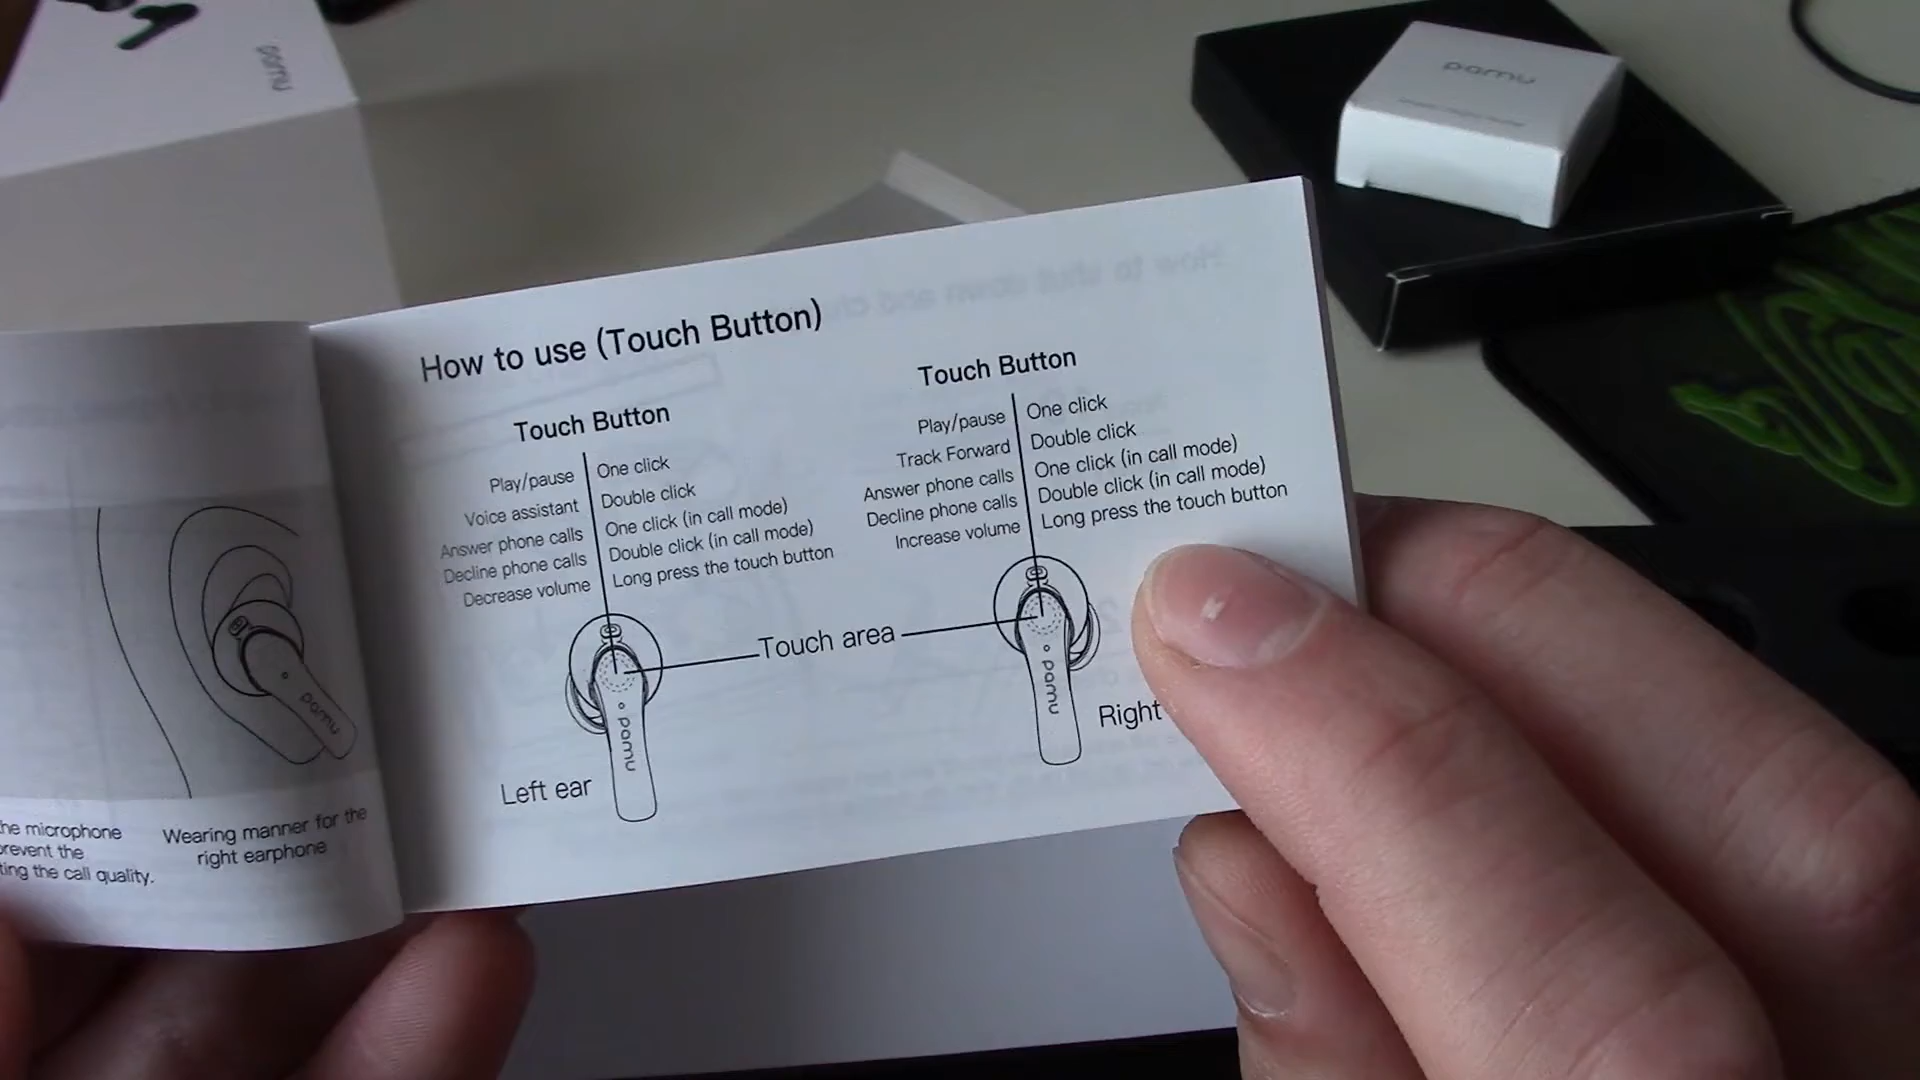 pamu
pamu
How to use (Touch Button)
Touch Button
Play/pause One click
Voice assistant Double click
Answer phone calls One click (in call mode)
Decline phone calls Double click (in call mode)
Decrease volume Long press the touch button
Touch Button
Play/pause One click
Track Forward Double click
Answer phone calls One click (in call mode)
Decline phone calls Double click (in call mode)
Increase volume Long press the touch button
Touch area
pamu
Left ear
pamu
Right
pamu
he microphone
prevent the
ting the call quality.
Wearing manner for the
right earphone